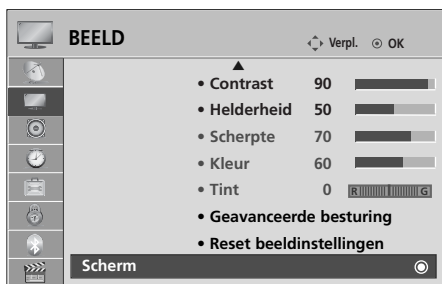 BEELD
Verpl. OK
• Contrast 90
• Helderheid 50
• Scherpte 70
• Kleur 60
• Tint 0 R G
• Geavanceerde besturing
• Reset beeldinstellingen
Scherm